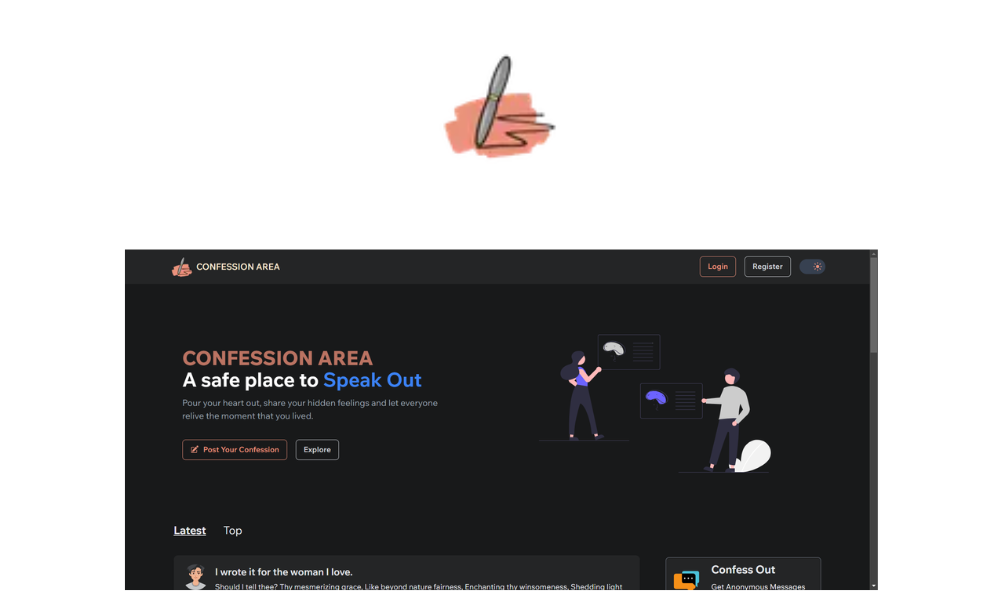 CONFESSION AREA
Login
Register
CONFESSION AREA
A safe place to Speak Out
Pour your heart out, share your hidden feelings and let everyone
relive the moment that you lived.
Post Your Confession
Explore
Latest
Top
I wrote it for the woman I love.
Should I tell thee? Thy mesmerizing grace, Like beyond nature fairness, Enchanting thy winsomeness, Shedding light
Confess Out
Get Anonymous Messages